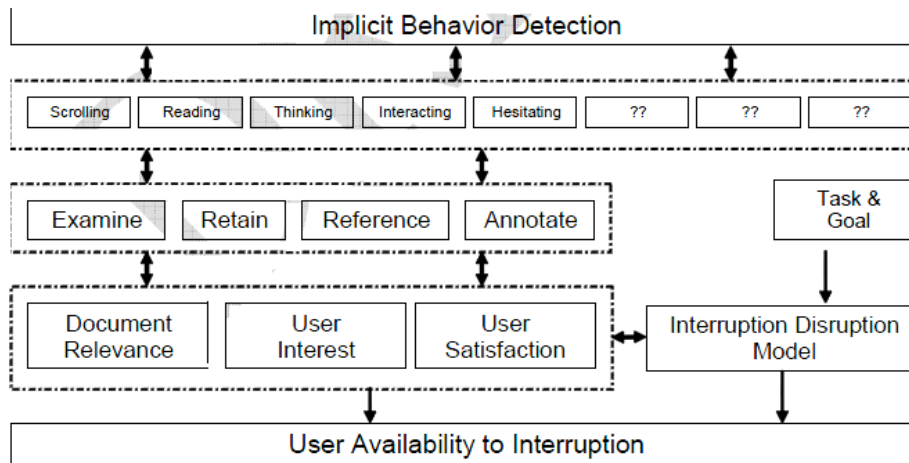 Implicit Behavior Detection
Scrolling
Reading
Thinking
Interacting
Hesitating
??
??
??
Examine
Retain
Reference
Annotate
Task &
Goal
Document
Relevance
User
Interest
User
Satisfaction
Interruption Disruption
Model
User Availability to Interruption